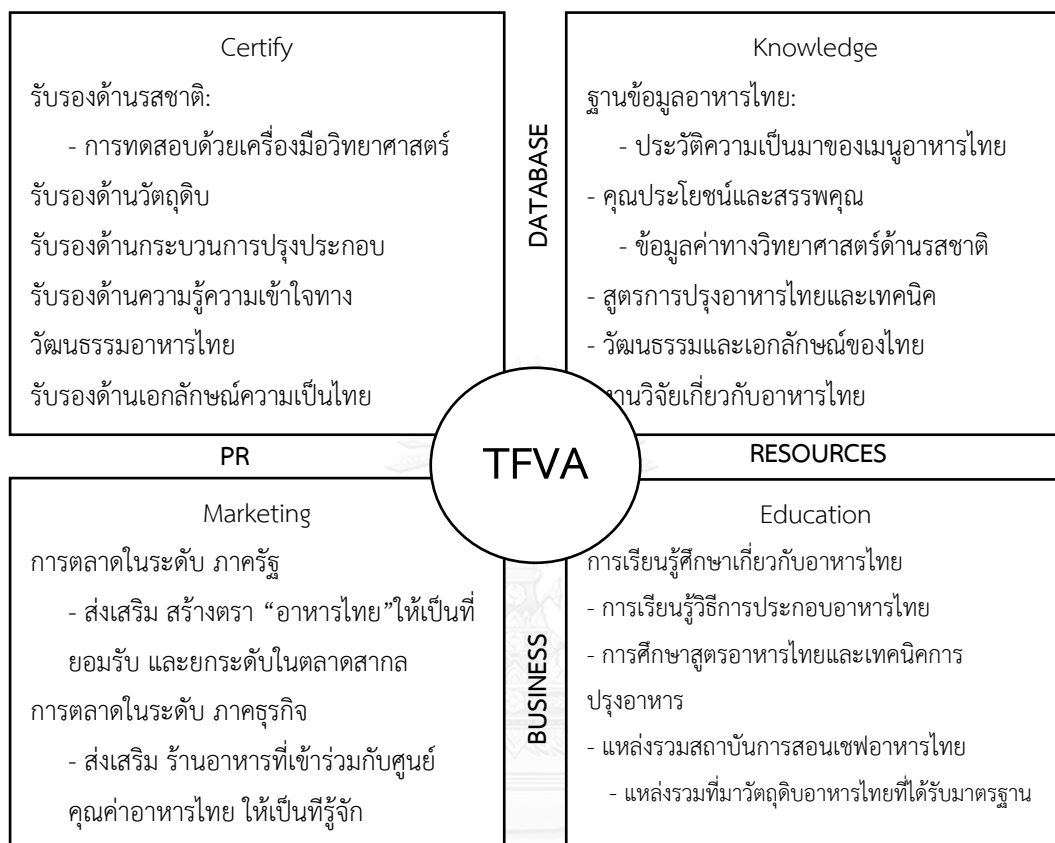 Certify
รับรองด้านรสชาติ:
- การทดสอบด้วยเครื่องมือวิทยาศาสตร์
รับรองด้านวัตถุดิบ
รับรองด้านกระบวนการปรุงประกอบ
รับรองด้านความรู้ความเข้าใจทาง
วัฒนธรรมอาหารไทย
รับรองด้านเอกลักษณ์ความเป็นไทย
DATABASE
Knowledge
ฐานข้อมูลอาหารไทย:
- ประวัติความเป็นมาของเมนูอาหารไทย
- คุณประโยชน์และสรรพคุณ
- ข้อมูลค่าทางวิทยาศาสตร์ด้านรสชาติ
- สูตรการปรุงอาหารไทยและเทคนิค
- วัฒนธรรมและเอกลักษณ์ของไทย
งานวิจัยเกี่ยวกับอาหารไทย
PR
TFVA
RESOURCES
Marketing
การตลาดในระดับ ภาครัฐ
- ส่งเสริม สร้างตรา “อาหารไทย”ให้เป็นที่
ยอมรับ และยกระดับในตลาดสากล
การตลาดในระดับ ภาคธุรกิจ
- ส่งเสริม ร้านอาหารที่เข้าร่วมกับศูนย์
คุณค่าอาหารไทย ให้เป็นทีรู้จัก
BUSINESS
Education
การเรียนรู้ศึกษาเกี่ยวกับอาหารไทย
- การเรียนรู้วิธีการประกอบอาหารไทย
- การศึกษาสูตรอาหารไทยและเทคนิคการ
ปรุงอาหาร
- แหล่งรวมสถาบันการสอนเชฟอาหารไทย
- แหล่งรวมที่มาวัตถุดิบอาหารไทยที่ได้รับมาตรฐาน